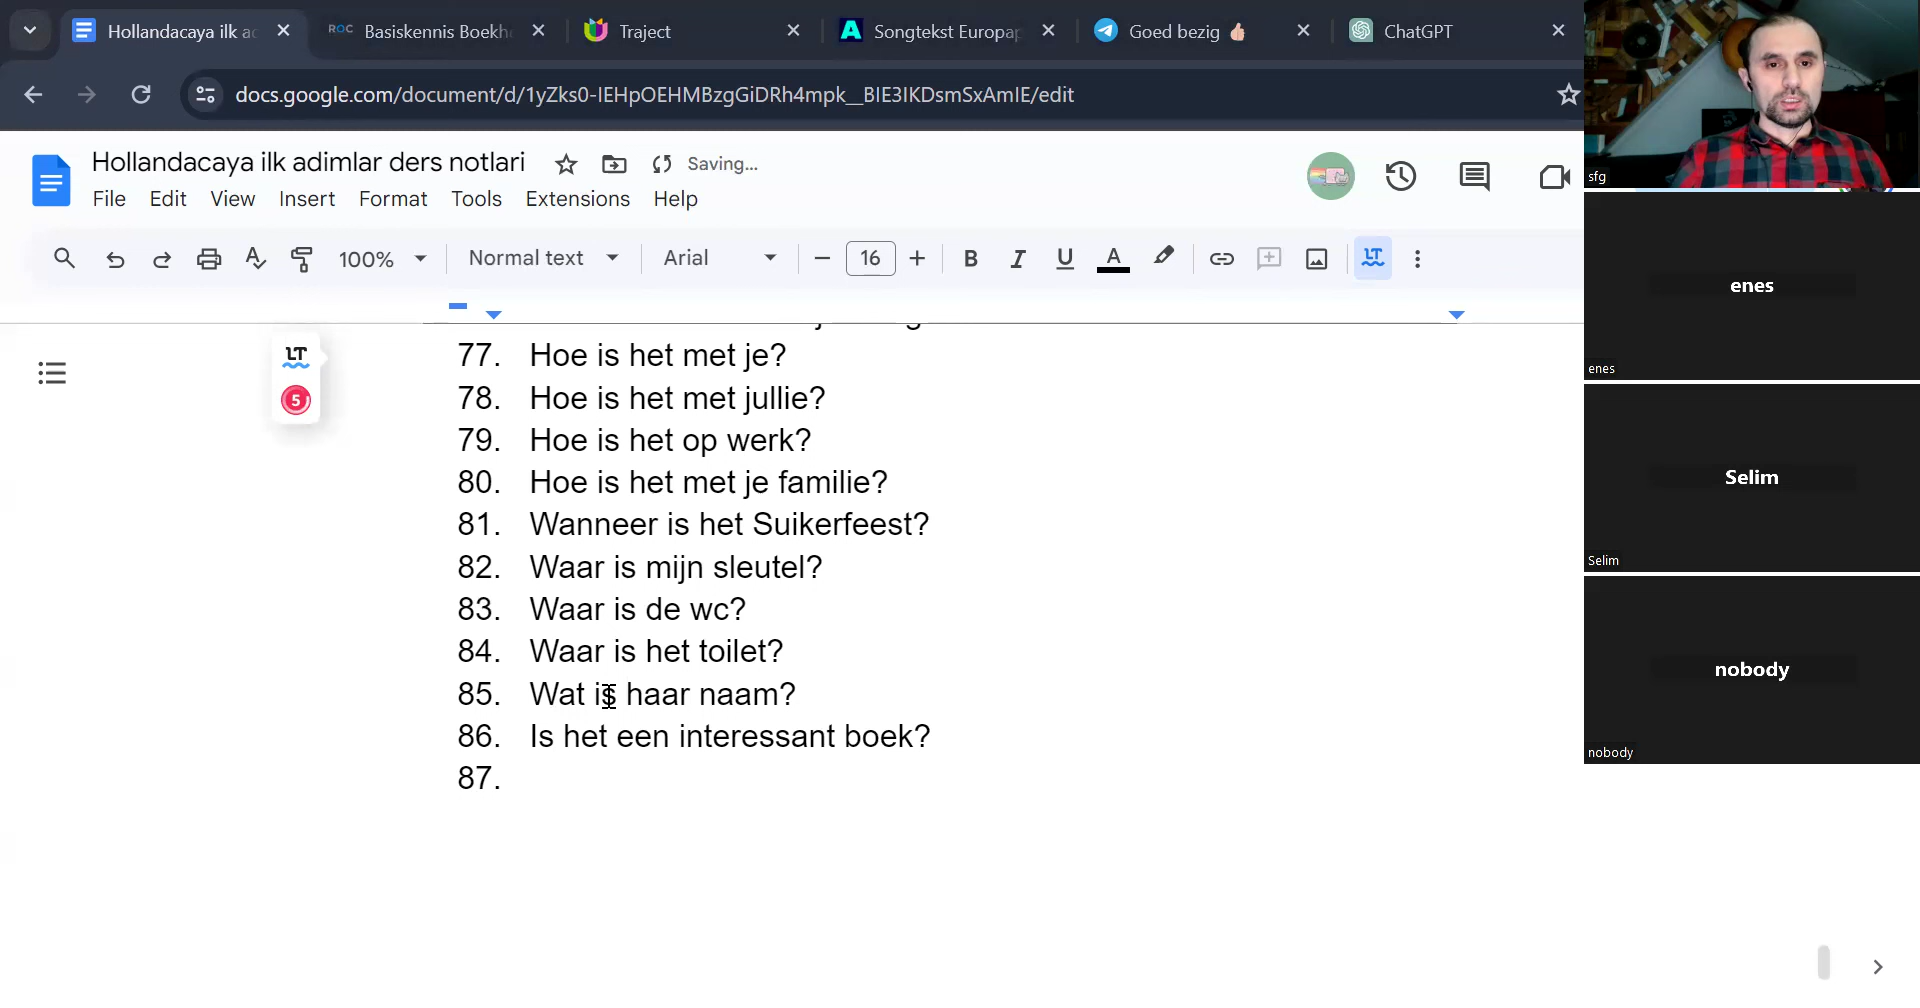 Hollandacaya ilk a
ROC Basiskennis Boekh
Traject
A Songtekst Europap
Goed bezig
ChatGPT
docs.google.com/document/d/1yZks0-IEHpOEHMBzgGiDRh4mpk__BIE3IKDsmSxAmIE/edit
Hollandacaya ilk adimlar ders notlari
Saving...
File Edit View Insert Format Tools Extensions Help
100% Normal text Arial 16 B I U A LT
LT
5
77. Hoe is het met je?
78. Hoe is het met jullie?
79. Hoe is het op werk?
80. Hoe is het met je familie?
81. Wanneer is het Suikerfeest?
82. Waar is mijn sleutel?
83. Waar is de wc?
84. Waar is het toilet?
85. Wat is haar naam?
86. Is het een interessant boek?
87.
sfg
enes
enes
Selim
Selim
nobody
nobody